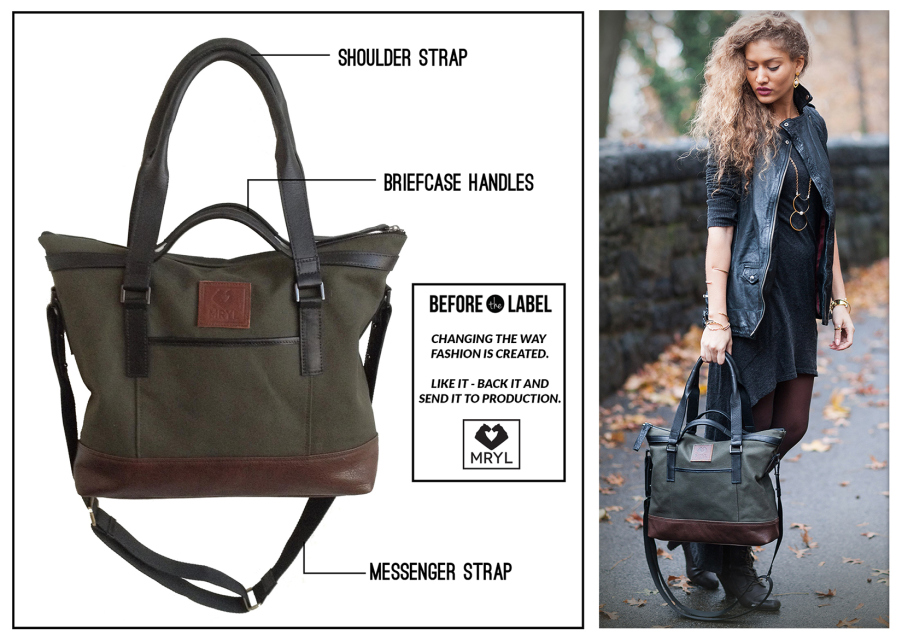 SHOULDER STRAP
BRIEFCASE HANDLES
MRYL
BEFORE the LABEL
CHANGING THE WAY
FASHION IS CREATED.
LIKE IT - BACK IT AND
SEND IT TO PRODUCTION.
MRYL
MESSENGER STRAP